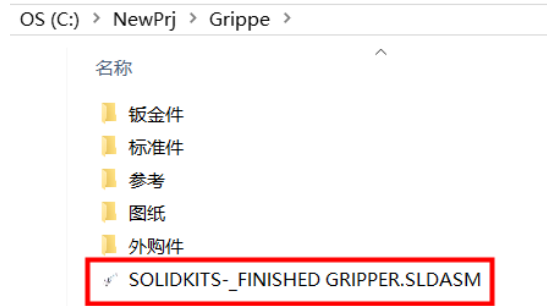 OS (C:) > NewPrj > Grippe >
名称
钣金件
标准件
参考
图纸
外购件
SOLIDKITS-_FINISHED GRIPPER.SLDASM